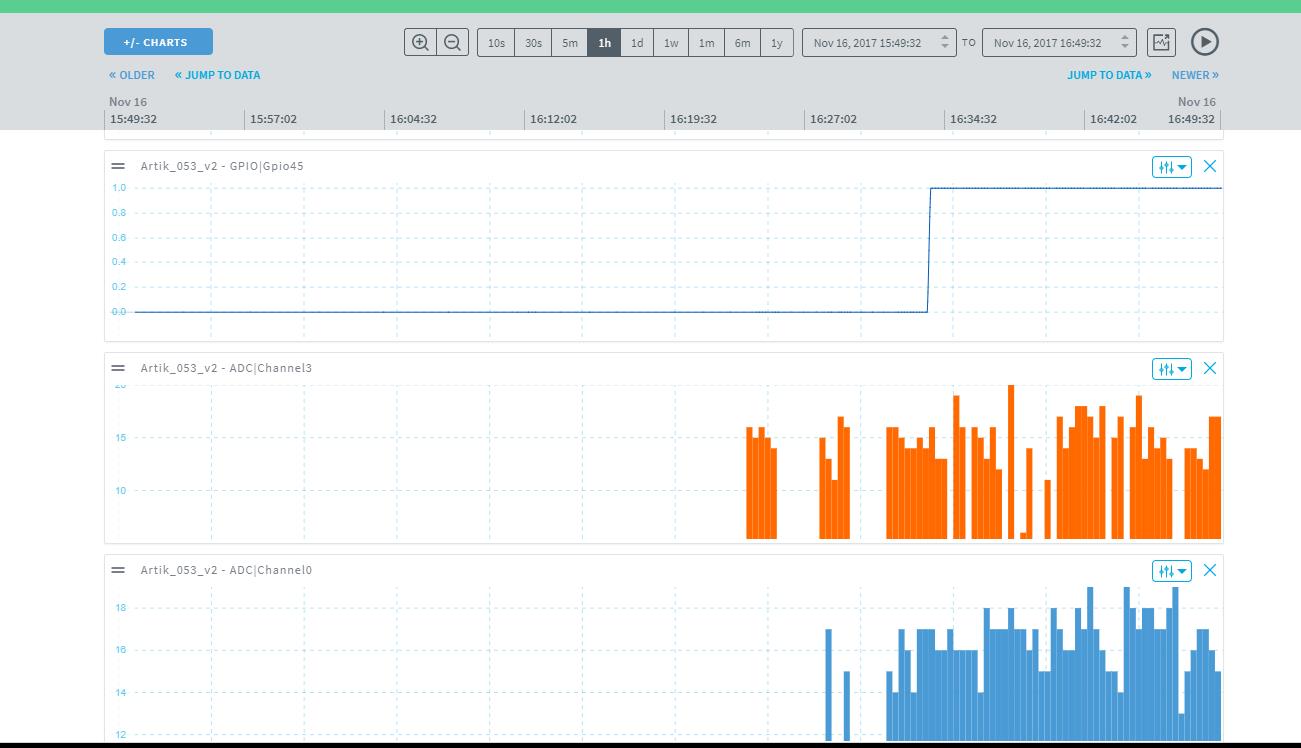 +/- CHARTS
10s 30s 5m 1h 1d 1w 1m 6m 1y Nov 16, 2017 15:49:32 TO Nov 16, 2017 16:49:32
« OLDER « JUMP TO DATA JUMP TO DATA » NEWER »
Nov 16 Nov 16
15:49:32 15:57:02 16:04:32 16:12:02 16:19:32 16:27:02 16:34:32 16:42:02 16:49:32
Artik_053_v2 - GPIO|Gpio45
1.0
0.8
0.6
0.4
0.2
0.0
Artik_053_v2 - ADC|Channel3
20
15
10
Artik_053_v2 - ADC|Channel0
18
16
14
12